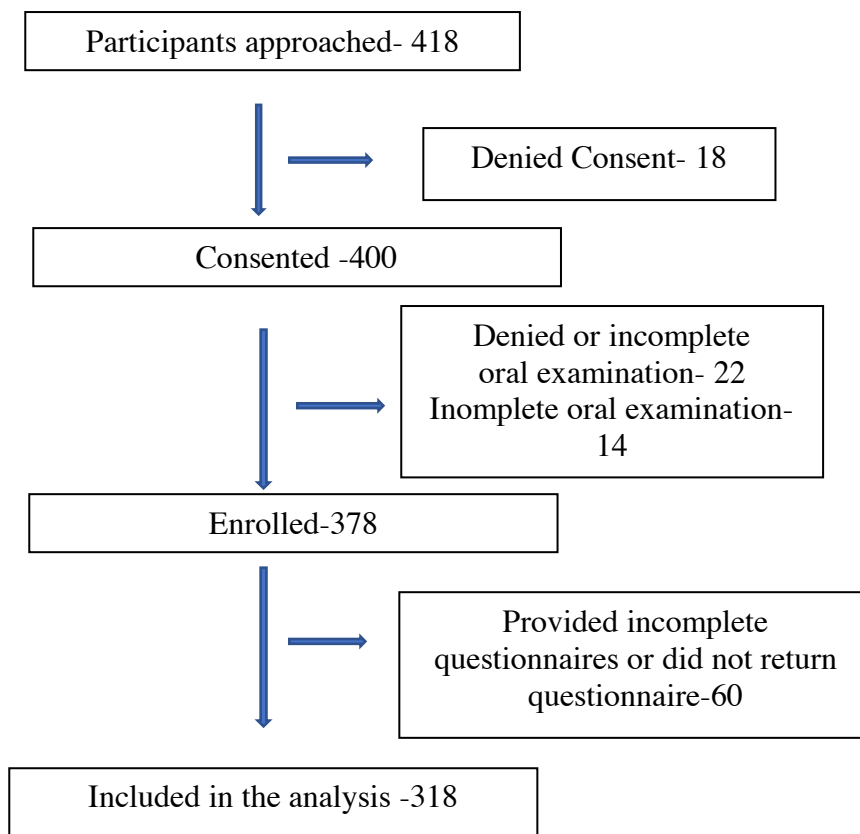 Participants approached- 418
Denied Consent- 18
Consented -400
Denied or incomplete
oral examination- 22
Inomplete oral examination-
14
Enrolled-378
Provided incomplete
questionnaires or did not return
questionnaire-60
Included in the analysis -318